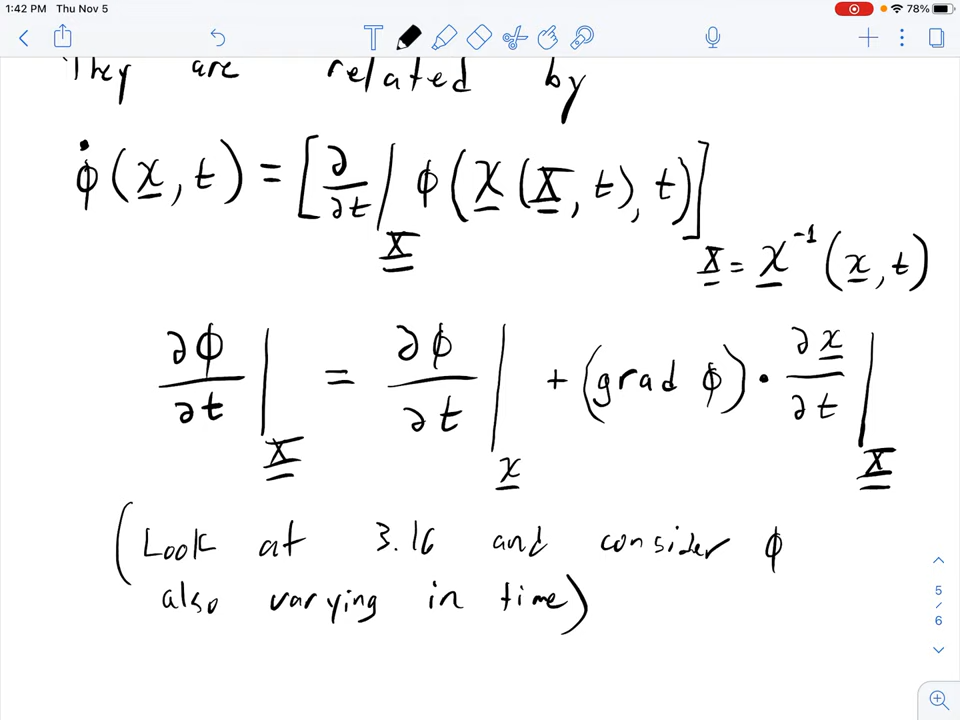 1:42 PM Thu Nov 5
78%
They are related by
φ̇(x̲, t) = [∂/∂t |_X̲ φ(χ̲(X̲, t), t)]_X̲ = χ̲⁻¹(x̲, t)
∂φ/∂t |_X̲ = ∂φ/∂t |_x̲ + (grad φ) · ∂x̲/∂t |_X̲
(Look at 3.16 and consider φ
also varying in time)
5
/
6